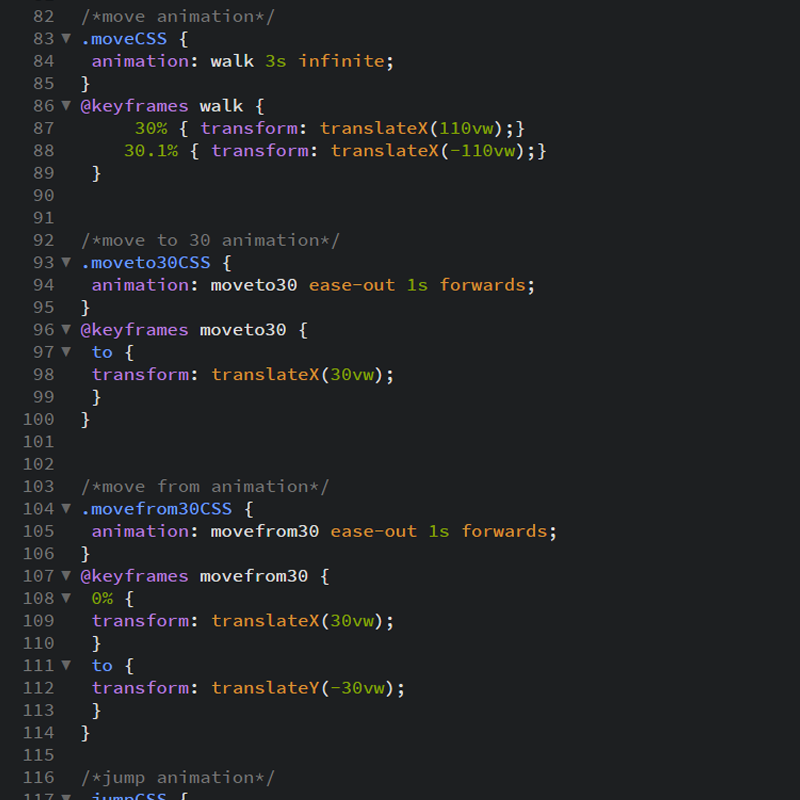 82 /*move animation*/
83 .moveCSS {
84 animation: walk 3s infinite;
85 }
86 @keyframes walk {
87 30% { transform: translateX(110vw);}
88 30.1% { transform: translateX(-110vw);}
89 }
90
91
92 /*move to 30 animation*/
93 .moveto30CSS {
94 animation: moveto30 ease-out 1s forwards;
95 }
96 @keyframes moveto30 {
97 to {
98 transform: translateX(30vw);
99 }
100 }
101
102
103 /*move from animation*/
104 .movefrom30CSS {
105 animation: movefrom30 ease-out 1s forwards;
106 }
107 @keyframes movefrom30 {
108 0% {
109 transform: translateX(30vw);
110 }
111 to {
112 transform: translateY(-30vw);
113 }
114 }
115
116 /*jump animation*/
117 .jumpCSS {